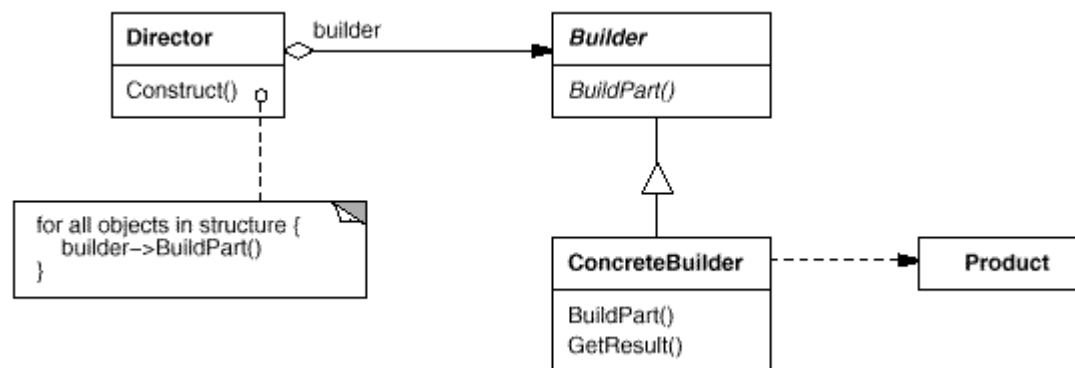 Director
Construct()
builder
Builder
BuildPart()
for all objects in structure {
builder->BuildPart()
}
ConcreteBuilder
BuildPart()
GetResult()
Product